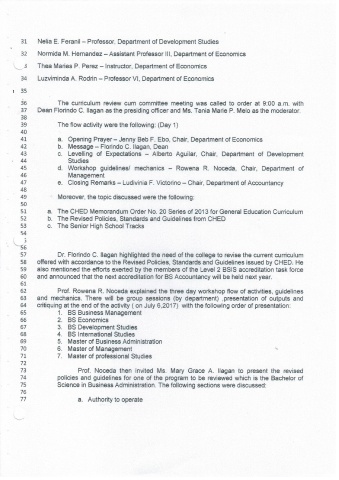 31 Nelia E. Feranil – Professor, Department of Development Studies
32 Normida M. Hernandez – Assistant Professor III, Department of Economics
3 Thea Maries P. Perez – Instructor, Department of Economics
34 Luzviminda A. Rodrin – Professor VI, Department of Economics
35
36 The curriculum review cum committee meeting was called to order at 9:00 a.m. with
37 Dean Florindo C. Ilagan as the presiding officer and Ms. Tania Marie P. Melo as the moderator.
38
39 The flow activity were the following: (Day 1)
40
41 a. Opening Prayer – Jenny Beb F. Ebo, Chair, Department of Economics
42 b. Message – Florindo C. Ilagan, Dean
43 c. Levelling of Expectations – Alberto Aguilar, Chair, Department of Development
44 Studies
45 d. Workshop guidelines/ mechanics – Rowena R. Noceda, Chair, Department of
46 Management
47 e. Closing Remarks – Ludivinia F. Victorino – Chair, Department of Accountancy
48
49 Moreover, the topic discussed were the following:
50
51 a. The CHED Memorandum Order No. 20 Series of 2013 for General Education Curriculum
52 b. The Revised Policies, Standards and Guidelines from CHED
53 c. The Senior High School Tracks
54
5
56
57 Dr. Florindo C. Ilagan highlighted the need of the college to revise the current curriculum
58 offered with accordance to the Revised Policies, Standards and Guidelines issued by CHED. He
59 also mentioned the efforts exerted by the members of the Level 2 BSIS accreditation task force
60 and announced that the next accreditation for BS Accountancy will be held next year.
61
62 Prof. Rowena R. Noceda explained the three day workshop flow of activities, guidelines
63 and mechanics. There will be group sessions (by department) ,presentation of outputs and
64 critiquing at the end of the activity ( on July 6,2017) with the following order of presentation:
65 1. BS Business Management
66 2. BS Economics
67 3. BS Development Studies
68 4. BS International Studies
69 5. Master of Business Administration
70 6. Master of Management
71 7. Master of professional Studies
72
73 Prof. Noceda then invited Ms. Mary Grace A. Ilagan to present the revised
74 policies and guidelines for one of the program to be reviewed which is the Bachelor of
75 Science in Business Administration. The following sections were discussed:
76
77 a. Authority to operate